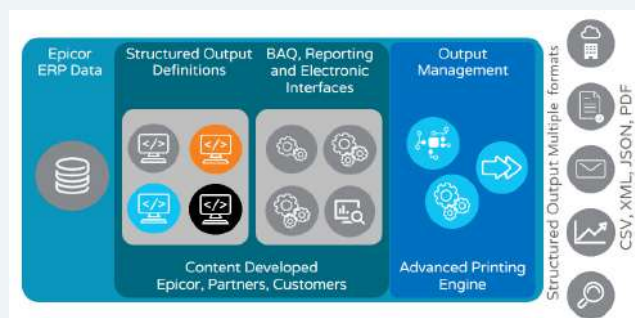 Epicor
ERP Data
Structured Output
Definitions
BAQ, Reporting
and Electronic
Interfaces
Output
Management
</>
</>
</>
</>
Content Developed
Epicor, Partners, Customers
Advanced Printing
Engine
Structured Output Multiple formats
CSV, XML, JSON, PDF